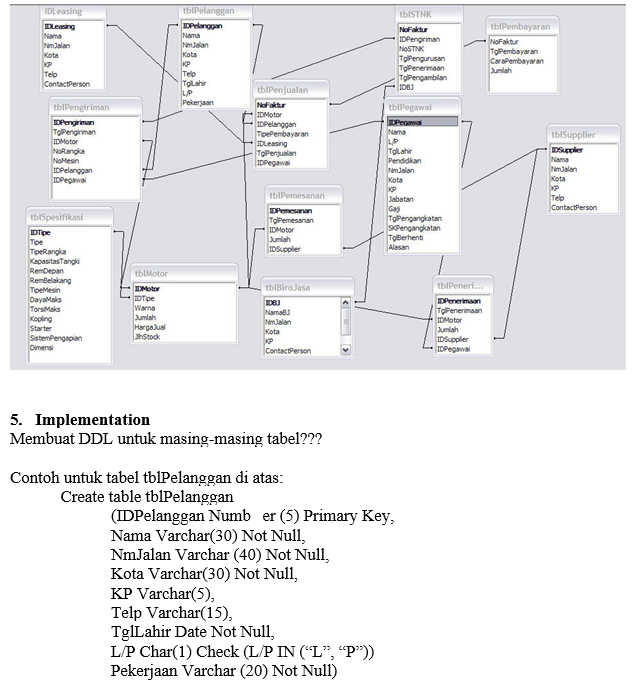 IDLeasing
IDLeasing
Nama
NmJalan
Kota
KP
Telp
ContactPerson
tblPelanggan
IDPelanggan
Nama
NmJalan
Kota
KP
Telp
TglLahir
L/P
Pekerjaan
tblSTNK
NoFaktur
IDPengiriman
NoSTNK
TglPengurusan
TglPenerimaan
TglPengambilan
IDBJ
tblPembayaran
NoFaktur
TglPembayaran
CaraPembayaran
Jumlah
tblPengiriman
IDPengiriman
TglPengiriman
IDMotor
NoRangka
NoMesin
IDPelanggan
IDPegawai
tblPenjualan
NoFaktur
IDMotor
IDPelanggan
TipePembayaran
IDLeasing
TglPenjualan
IDPegawai
tblPegawai
IDPegawai
Nama
L/P
TglLahir
Pendidikan
NmJalan
Kota
KP
Jabatan
Gaji
TglPengangkatan
SKPengangkatan
TglBerhenti
Alasan
tblSupplier
IDSupplier
Nama
NmJalan
Kota
KP
Telp
ContactPerson
tblSpesifikasi
IDTipe
Tipe
TipeRangka
KapasitasTangki
RemDepan
RemBelakang
TipeMesin
DayaMaks
TorsiMaks
Kopling
Starter
SistemPengapian
Dimensi
tblPemesanan
IDPemesanan
TglPemesanan
IDMotor
Jumlah
IDSupplier
tblMotor
IDMotor
IDTipe
Warna
Jumlah
HargaJual
JlhStock
tblBiroJasa
IDBJ
NamaBJ
NmJalan
Kota
KP
ContactPerson
tblPeneri...
IDPenerimaan
TglPenerimaan
IDMotor
Jumlah
IDSupplier
IDPegawai
5. Implementation
Membuat DDL untuk masing-masing tabel???
Contoh untuk tabel tblPelanggan di atas:
Create table tblPelanggan
(IDPelanggan Numb er (5) Primary Key,
Nama Varchar(30) Not Null,
NmJalan Varchar (40) Not Null,
Kota Varchar(30) Not Null,
KP Varchar(5),
Telp Varchar(15),
TglLahir Date Not Null,
L/P Char(1) Check (L/P IN (“L”, “P”))
Pekerjaan Varchar (20) Not Null)